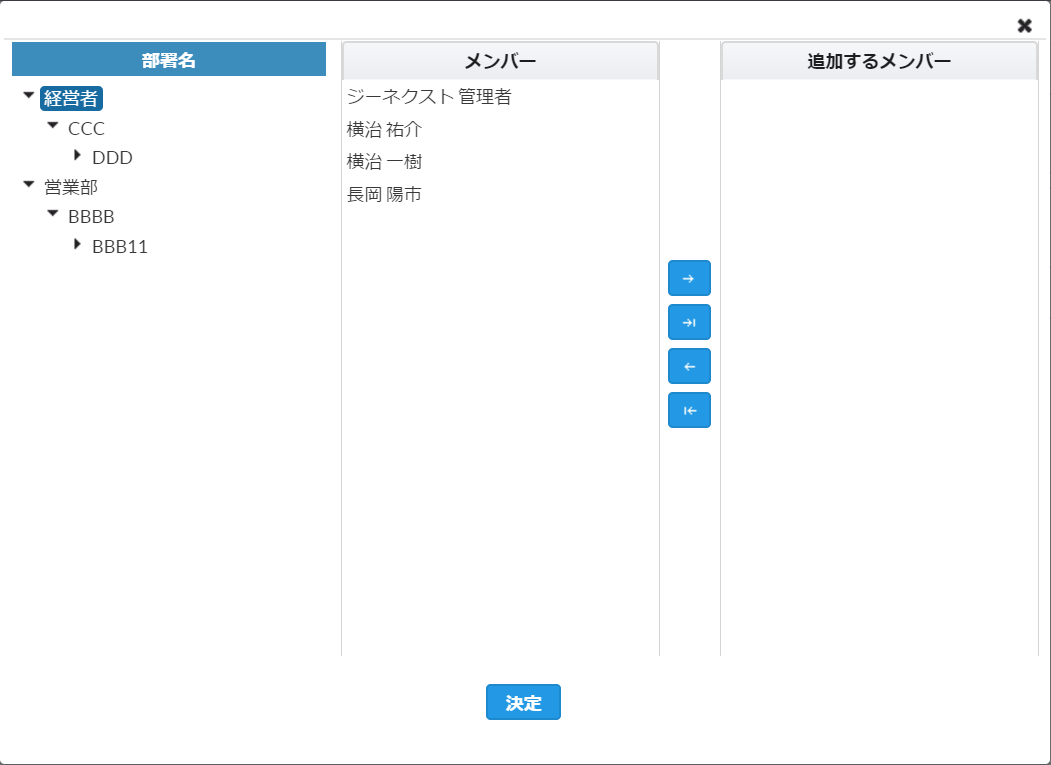 部署名
経営者
CCC
DDD
営業部
BBBB
BBB11
メンバー
ジーネクスト 管理者
横治 祐介
横治 一樹
長岡 陽市
追加するメンバー
決定